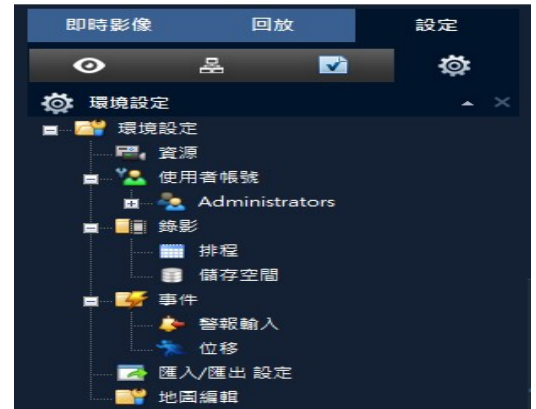 即時影像 回放 設定
環境設定
環境設定
資源
使用者帳號
Administrators
錄影
排程
儲存空間
事件
警報輸入
位移
匯入/匯出 設定
地圖編輯